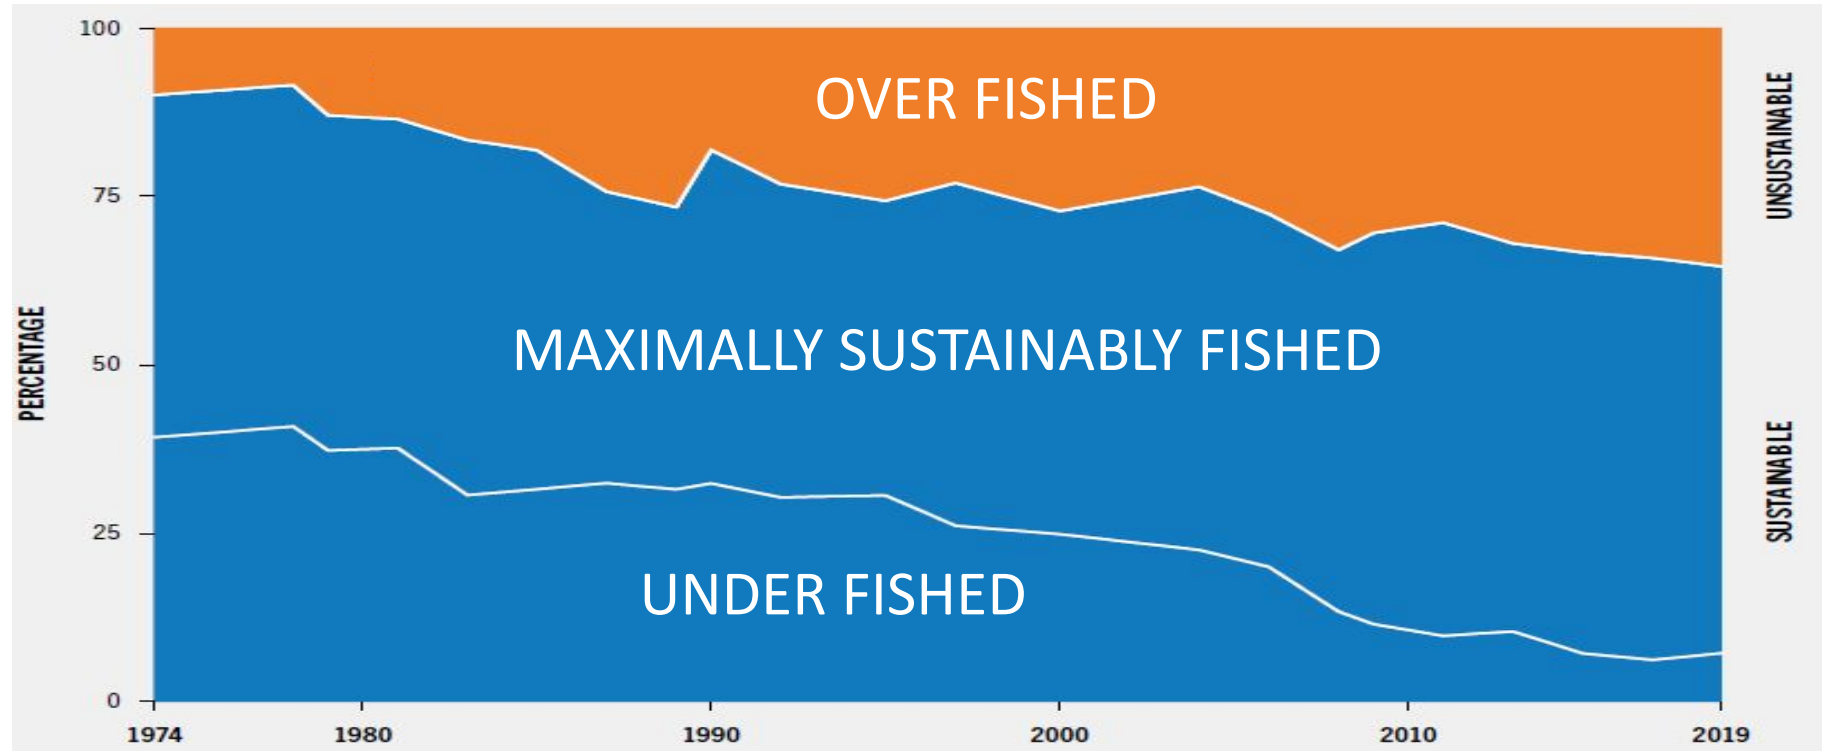 100
OVER FISHED
UNSUSTAINABLE
75
MAXIMALLY SUSTAINABLY FISHED
PERCENTAGE
50
SUSTAINABLE
25
UNDER FISHED
0
1974 1980 1990 2000 2010 2019